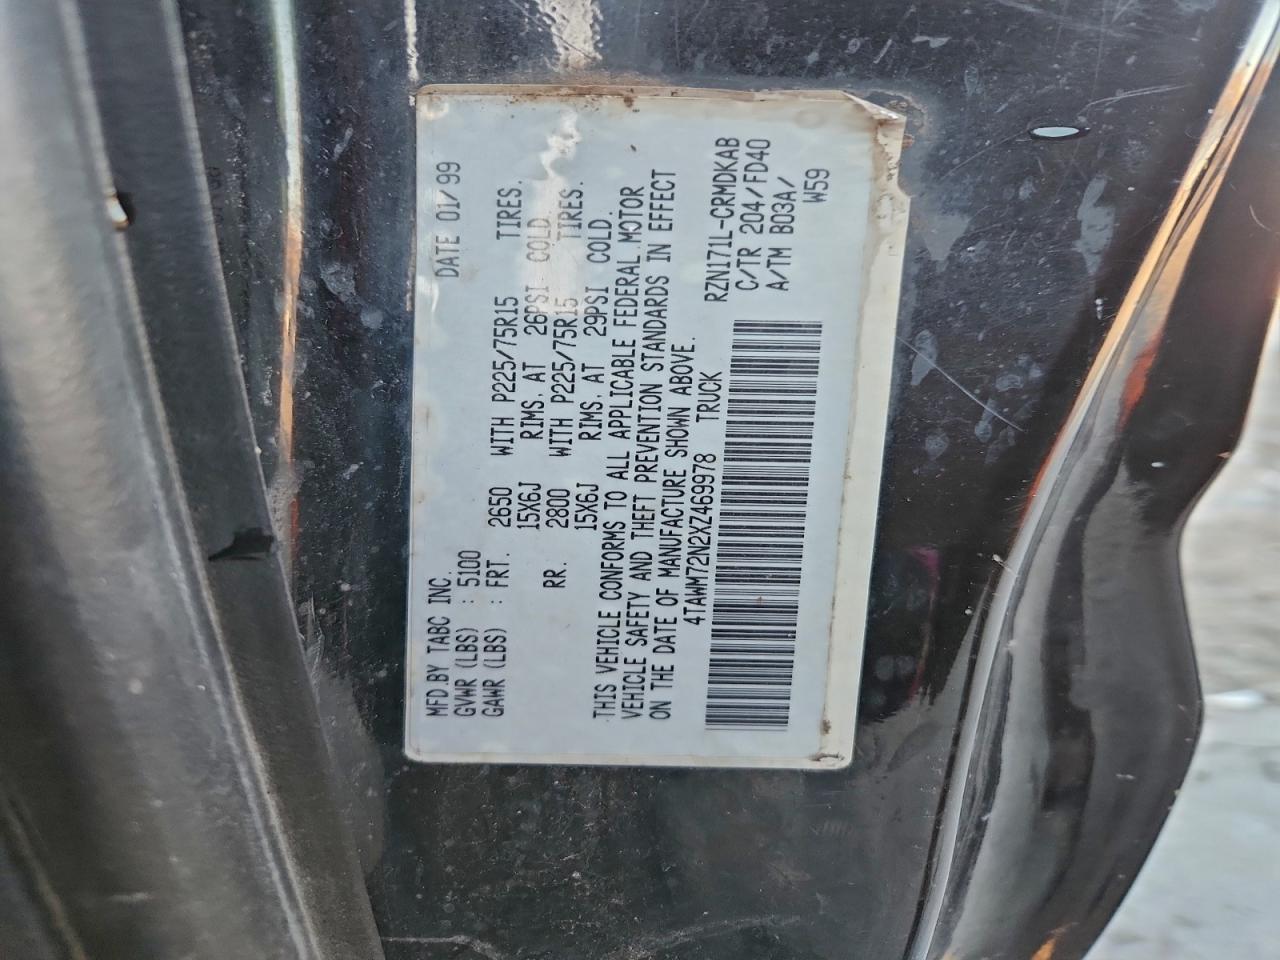 MFD.BY TABC INC. DATE 01/99
GVWR(LBS) : 5100
GAWR(LBS) : FRT. 2650 WITH P225/75R15 TIRES.
15X6J RIMS, AT 26PSI COLD.
RR. 2800 WITH P225/75R15 TIRES.
15X6J RIMS, AT 29PSI COLD.
THIS VEHICLE CONFORMS TO ALL APPLICABLE FEDERAL MOTOR
VEHICLE SAFETY AND THEFT PREVENTION STANDARDS IN EFFECT
ON THE DATE OF MANUFACTURE SHOWN ABOVE.
4TAWM72N2XZ469978 TRUCK
RZN171L-CRMDKAB
C/TR 204/FD40
A/TM B03A/
W59